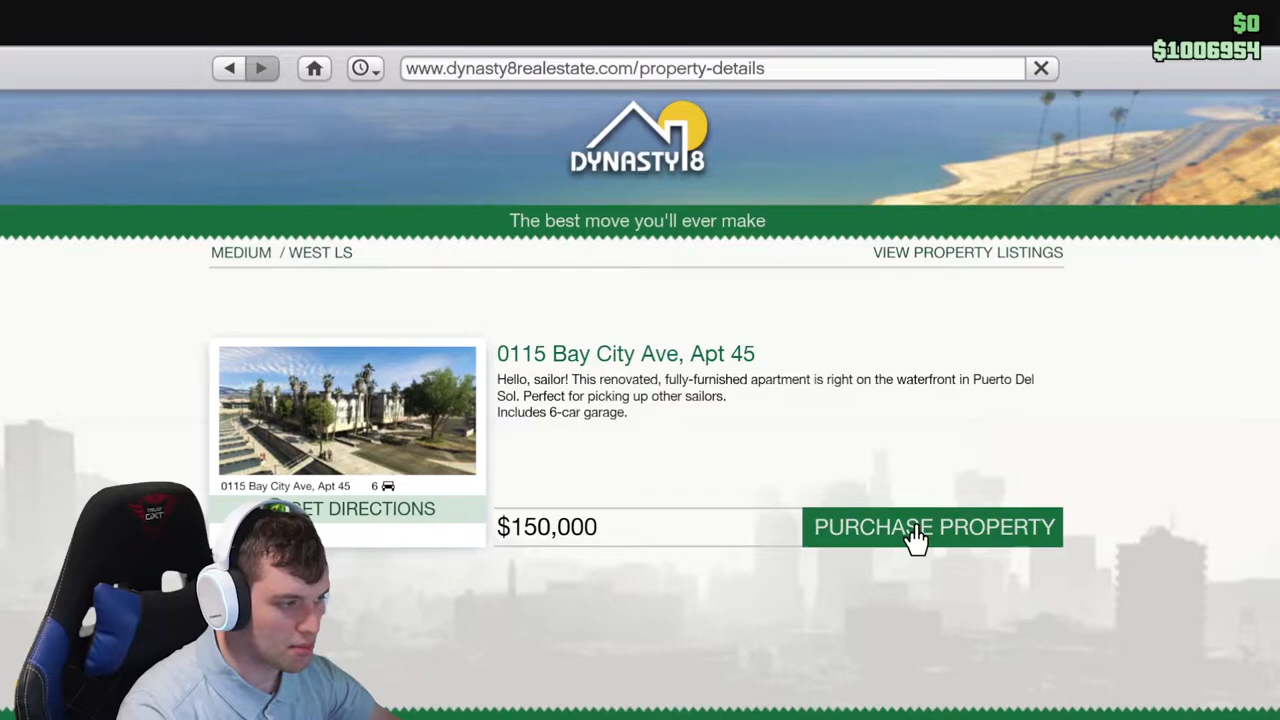 $0
$1006954
www.dynasty8realestate.com/property-details
DYNASTY8
The best move you'll ever make
MEDIUM / WEST LS
VIEW PROPERTY LISTINGS
0115 Bay City Ave, Apt 45
Hello, sailor! This renovated, fully-furnished apartment is right on the waterfront in Puerto Del
Sol. Perfect for picking up other sailors.
Includes 6-car garage.
0115 Bay City Ave, Apt 45 6
GET DIRECTIONS
$150,000
PURCHASE PROPERTY